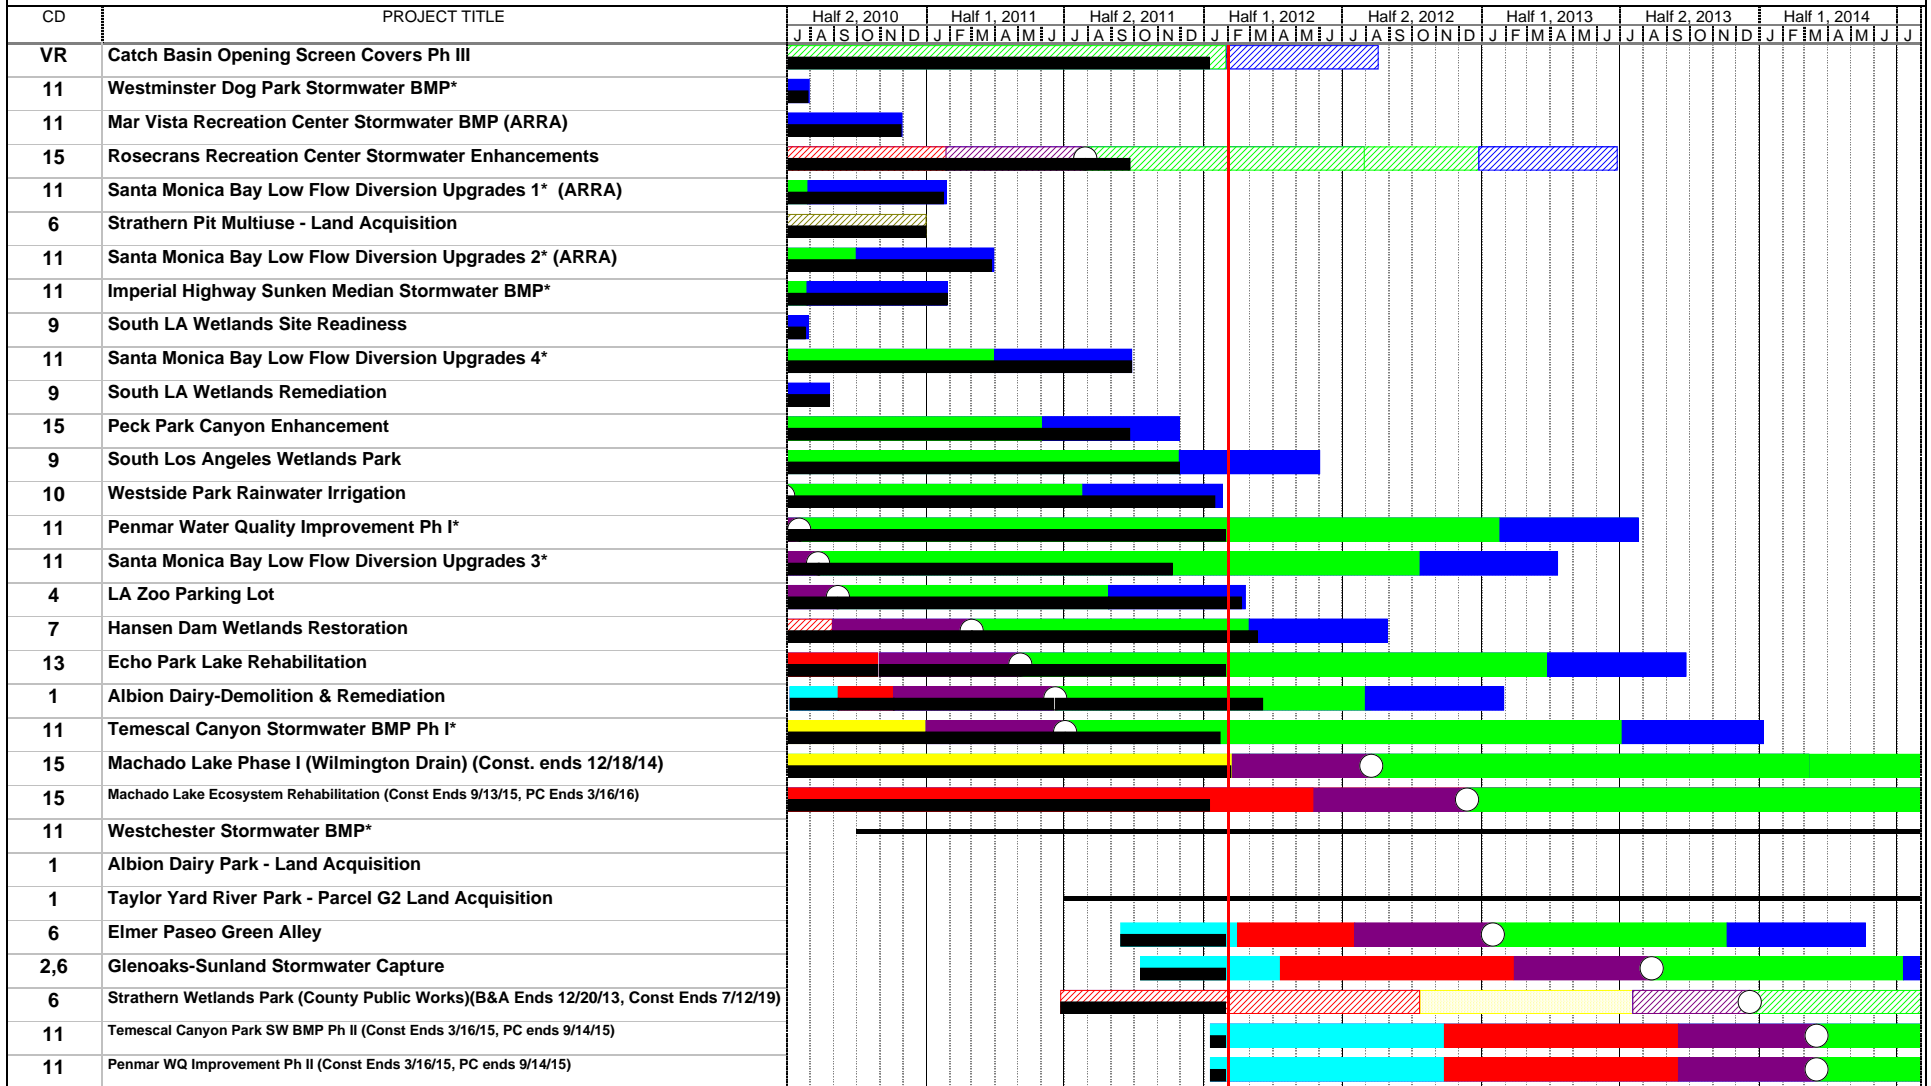 CD PROJECT TITLE Half 2, 2010 Half 1, 2011 Half 2, 2011 Half 1, 2012 Half 2, 2012 Half 1, 2013 Half 2, 2013 Half 1, 2014
J A S O N D J F M A M J J A S O N D J F M A M J J A S O N D J F M A M J J A S O N D J F M A M J J
VR Catch Basin Opening Screen Covers Ph III
11 Westminster Dog Park Stormwater BMP*
11 Mar Vista Recreation Center Stormwater BMP (ARRA)
15 Rosecrans Recreation Center Stormwater Enhancements
11 Santa Monica Bay Low Flow Diversion Upgrades 1* (ARRA)
6 Strathern Pit Multiuse - Land Acquisition
11 Santa Monica Bay Low Flow Diversion Upgrades 2* (ARRA)
11 Imperial Highway Sunken Median Stormwater BMP*
9 South LA Wetlands Site Readiness
11 Santa Monica Bay Low Flow Diversion Upgrades 4*
9 South LA Wetlands Remediation
15 Peck Park Canyon Enhancement
9 South Los Angeles Wetlands Park
10 Westside Park Rainwater Irrigation
11 Penmar Water Quality Improvement Ph I*
11 Santa Monica Bay Low Flow Diversion Upgrades 3*
4 LA Zoo Parking Lot
7 Hansen Dam Wetlands Restoration
13 Echo Park Lake Rehabilitation
1 Albion Dairy-Demolition & Remediation
11 Temescal Canyon Stormwater BMP Ph I*
15 Machado Lake Phase I (Wilmington Drain) (Const. ends 12/18/14)
15 Machado Lake Ecosystem Rehabilitation (Const Ends 9/13/15, PC Ends 3/16/16)
11 Westchester Stormwater BMP*
1 Albion Dairy Park - Land Acquisition
1 Taylor Yard River Park - Parcel G2 Land Acquisition
6 Elmer Paseo Green Alley
2,6 Glenoaks-Sunland Stormwater Capture
6 Strathern Wetlands Park (County Public Works)(B&A Ends 12/20/13, Const Ends 7/12/19)
11 Temescal Canyon Park SW BMP Ph II (Const Ends 3/16/15, PC ends 9/14/15)
11 Penmar WQ Improvement Ph II (Const Ends 3/16/15, PC ends 9/14/15)